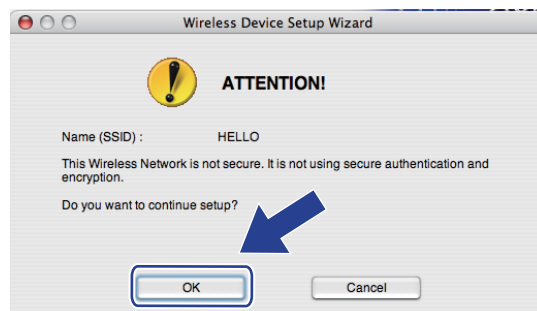 Wireless Device Setup Wizard
ATTENTION!
Name (SSID) : HELLO
This Wireless Network is not secure. It is not using secure authentication and
encryption.
Do you want to continue setup?
OK Cancel